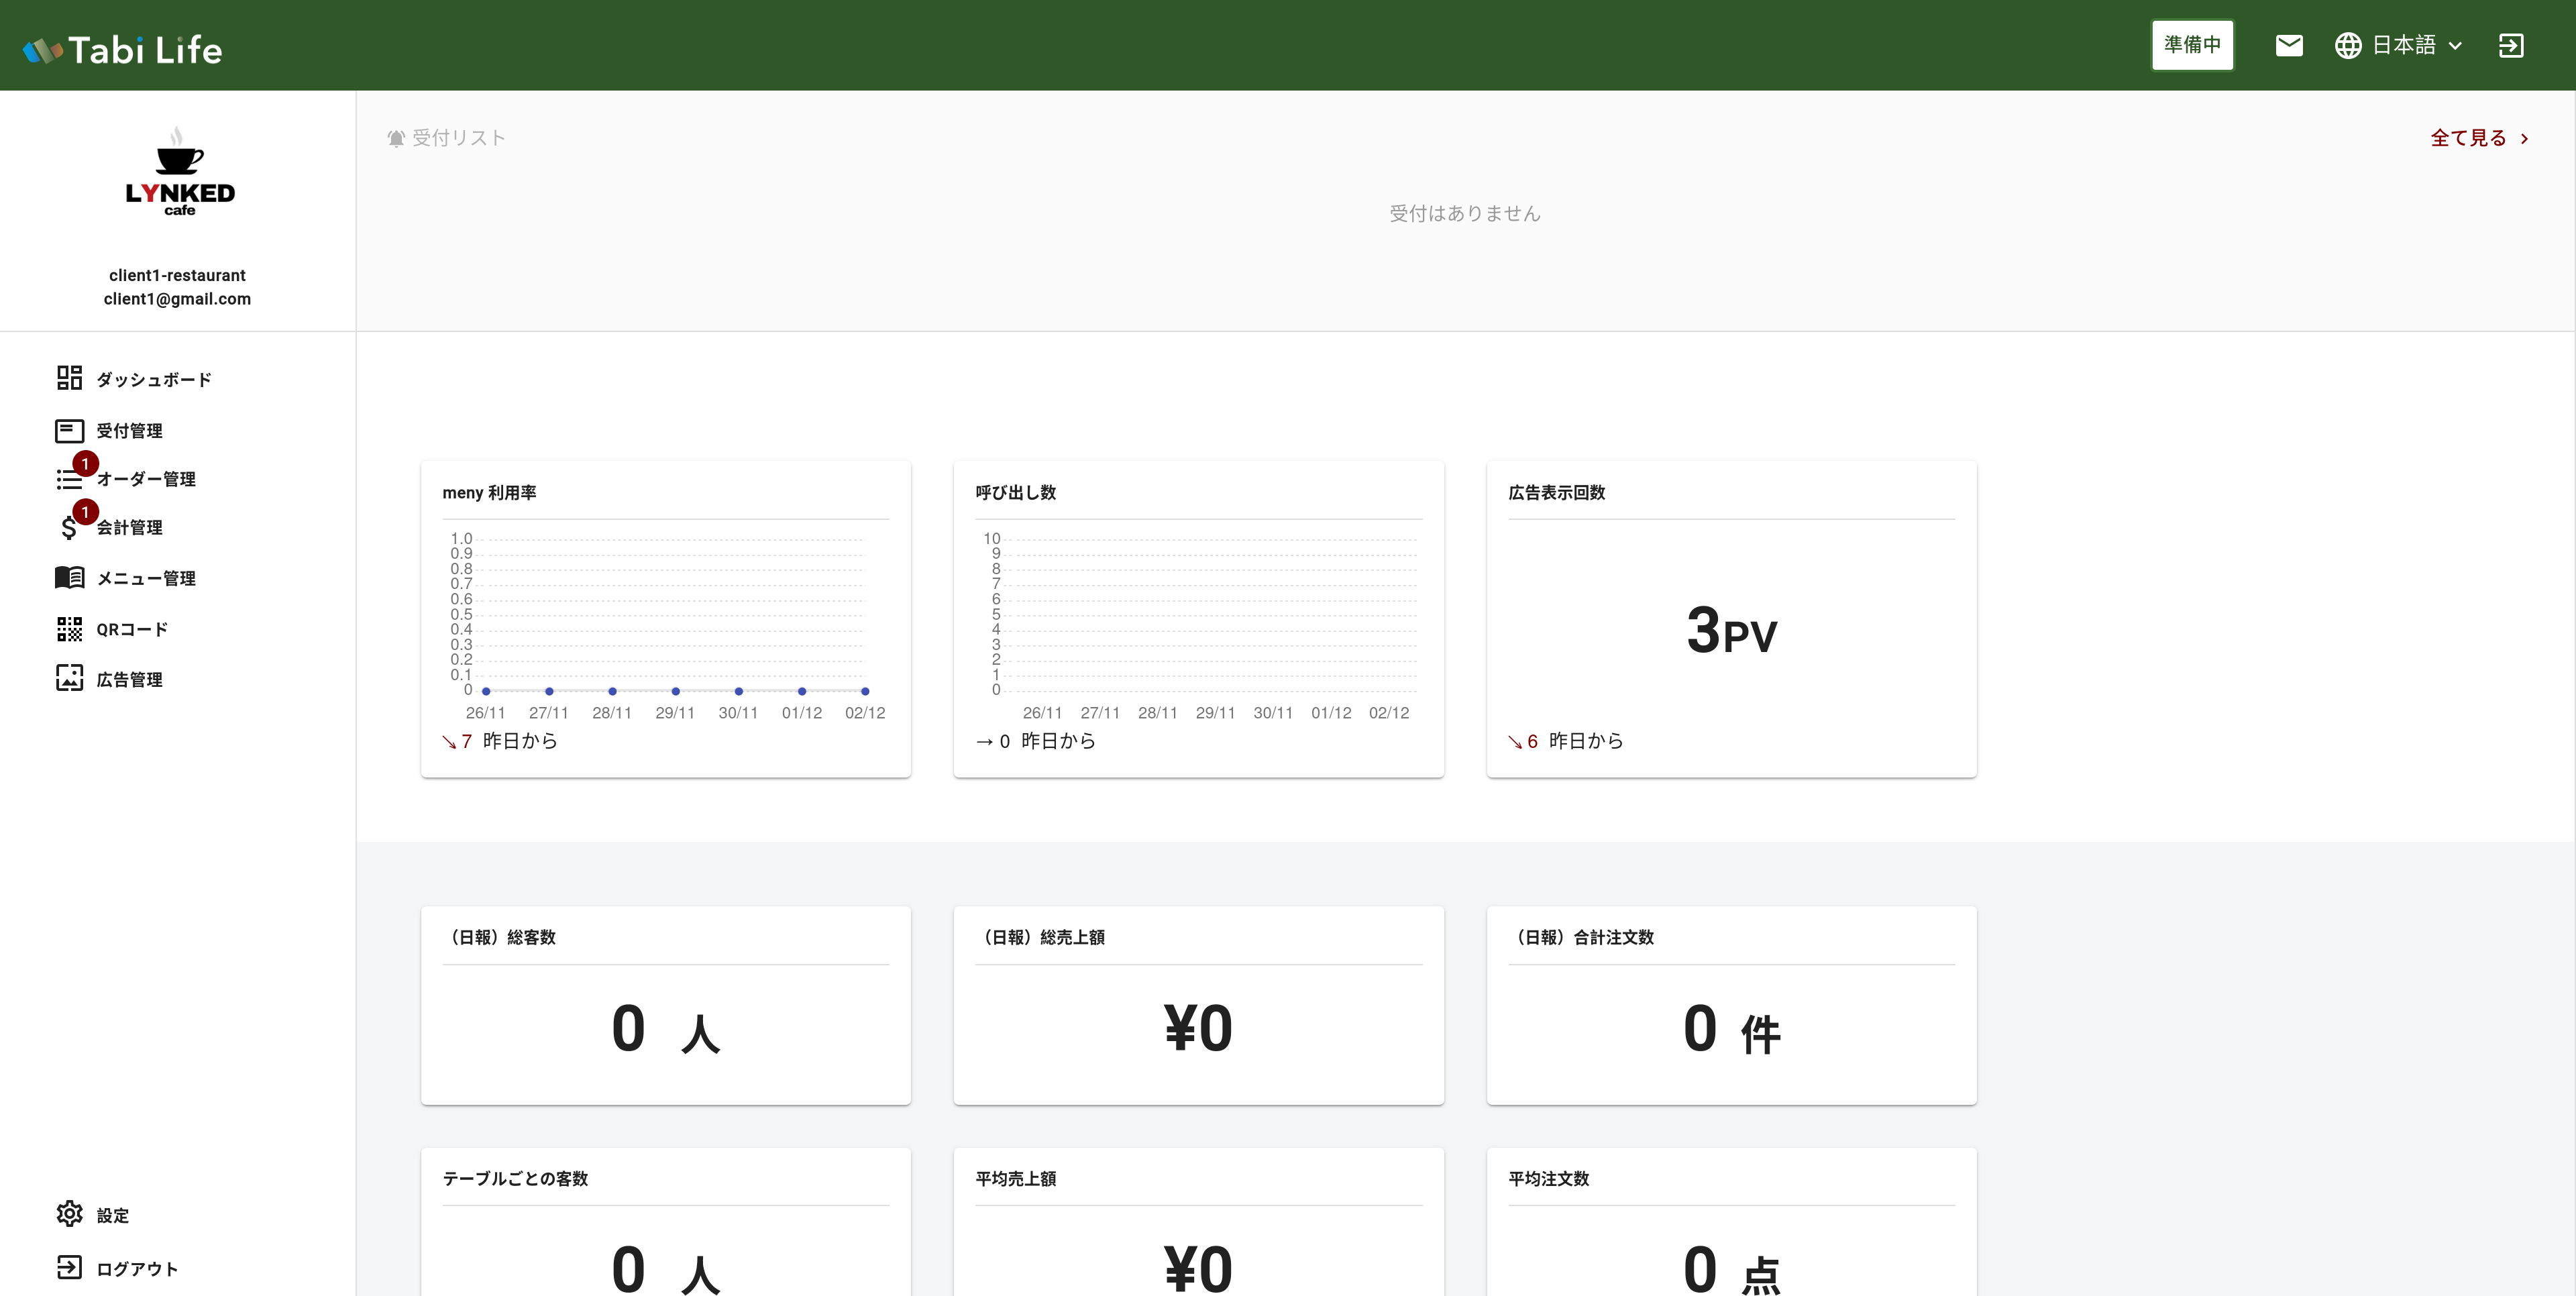 Tabi Life
準備中
日本語
LYNKED
cafe
client1-restaurant
client1@gmail.com
ダッシュボード
受付管理
1
オーダー管理
1
会計管理
メニュー管理
QRコード
広告管理
設定
ログアウト
受付リスト
全て見る
受付はありません
meny 利用率
1.0
0.9
0.8
0.7
0.6
0.5
0.4
0.3
0.2
0.1
0
26/11 27/11 28/11 29/11 30/11 01/12 02/12
↘ 7 昨日から
呼び出し数
10
9
8
7
6
5
4
3
2
1
0
26/11 27/11 28/11 29/11 30/11 01/12 02/12
→ 0 昨日から
広告表示回数
3PV
↘ 6 昨日から
（日報）総客数
0 人
（日報）総売上額
¥0
（日報）合計注文数
0 件
テーブルごとの客数
0 人
平均売上額
¥0
平均注文数
0 点